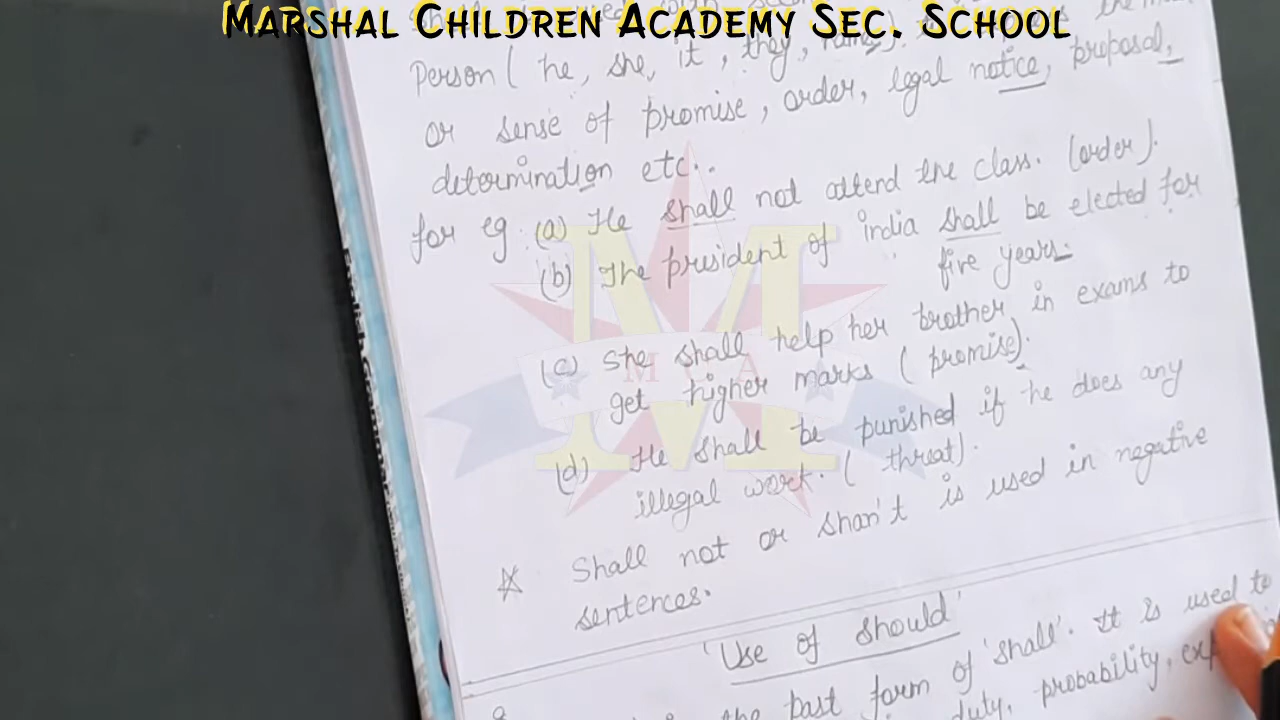 MARSHAL CHILDREN ACADEMY SEC. SCHOOL
Person ( he, she, it, they, name).
or sense of promise, order, legal notice, proposal,
determination etc..
for eg (a) He shall not attend the class. (order).
(b) The president of india shall be elected for
five years.
(c) She shall help her brother in exams to
get higher marks ( promise).
(d) He shall be punished if he does any
illegal work. ( threat).
☆ Shall not or shan't is used in negative
sentences.
'Use of should'
the past form of 'shall'. It is used to
duty, probability,
M C A
English Grammar